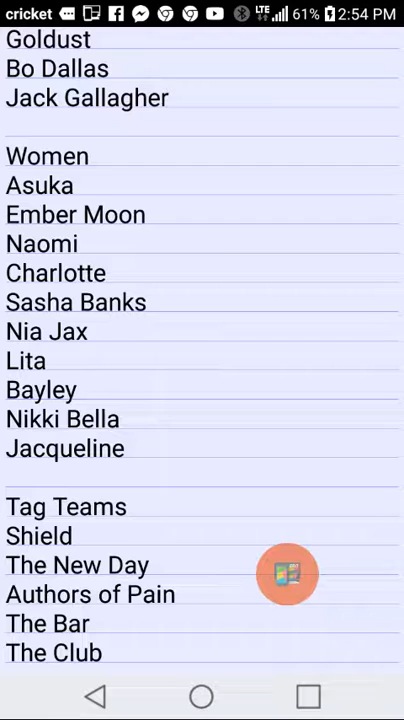 cricket 61% 2:54 PM
LTE
Goldust
Bo Dallas
Jack Gallagher
Women
Asuka
Ember Moon
Naomi
Charlotte
Sasha Banks
Nia Jax
Lita
Bayley
Nikki Bella
Jacqueline
Tag Teams
Shield
The New Day
Authors of Pain
The Bar
The Club